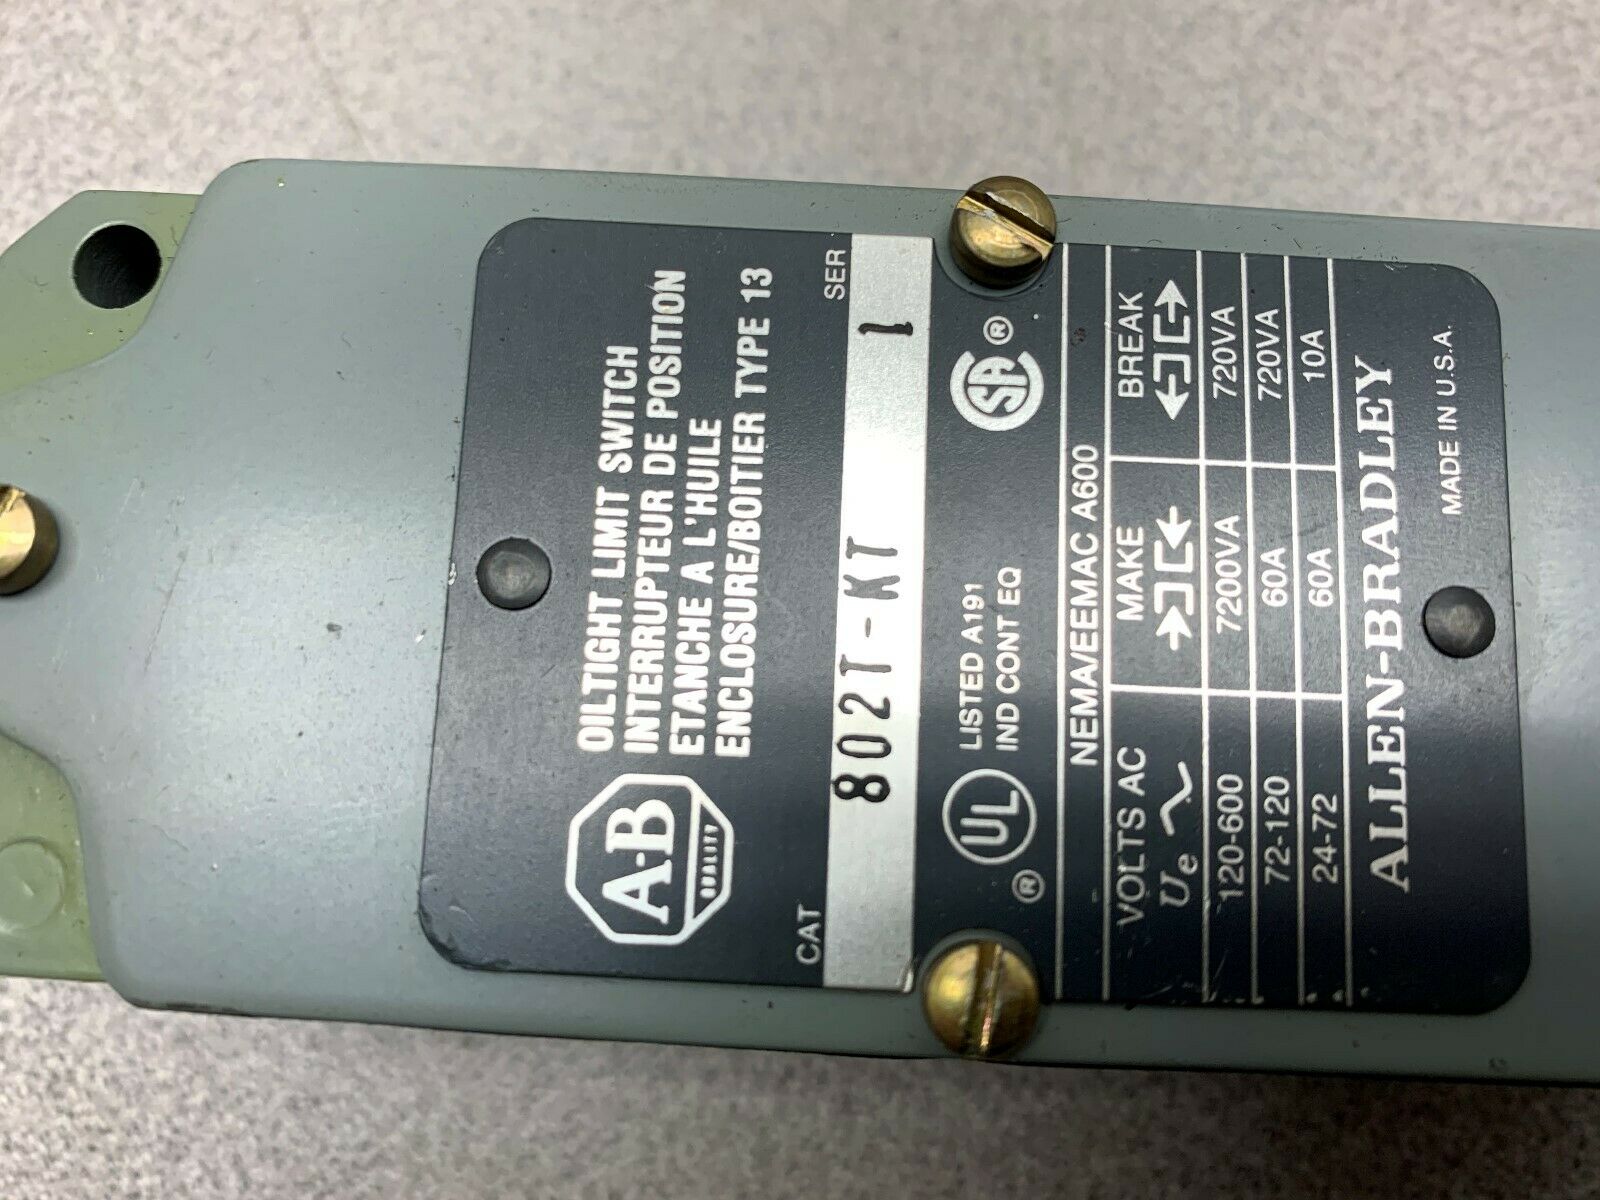 A-B
QUALITY
OILTIGHT LIMIT SWITCH
INTERRUPTEUR DE POSITION
ETANCHE A L'HUILE
ENCLOSURE/BOITIER TYPE 13
CAT SER
802T-KT 1
UL ® LISTED A191
IND CONT EQ
SA ®
NEMA/EEMAC A600
VOLTS AC MAKE BREAK
Ue
120-600 7200VA 720VA
72-120 60A 720VA
24-72 60A 10A
ALLEN-BRADLEY
MADE IN U.S.A.